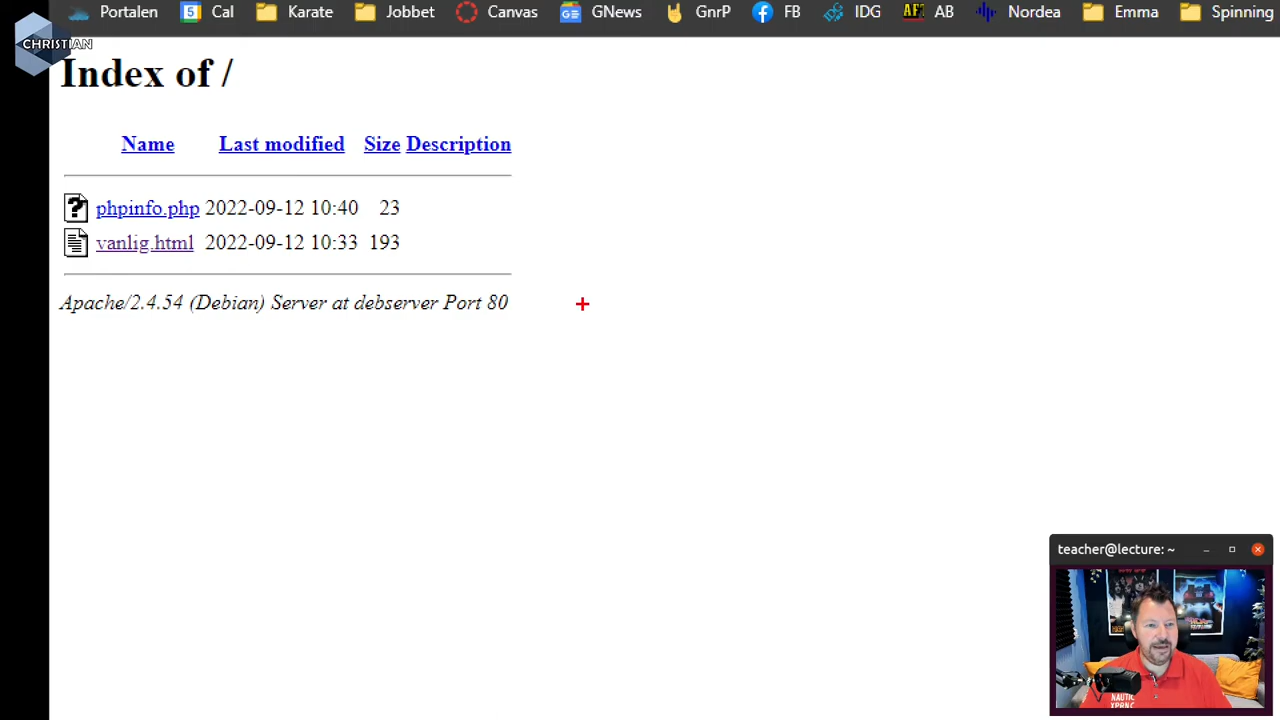 Portalen Cal Karate Jobbet Canvas GNews GnrP FB IDG AB Nordea Emma Spinning
CHRISTIAN
Index of /
Name Last modified Size Description
phpinfo.php 2022-09-12 10:40 23
vanlig.html 2022-09-12 10:33 193
Apache/2.4.54 (Debian) Server at debserver Port 80
teacher@lecture: ~
NAUTIC
XPRNC